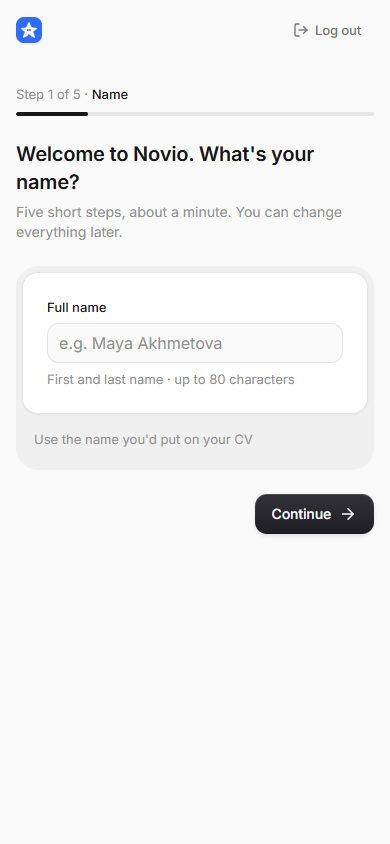 Log out
Step 1 of 5 · Name
Welcome to Novio. What's your
name?
Five short steps, about a minute. You can change
everything later.
Full name
e.g. Maya Akhmetova
First and last name · up to 80 characters
Use the name you'd put on your CV
Continue